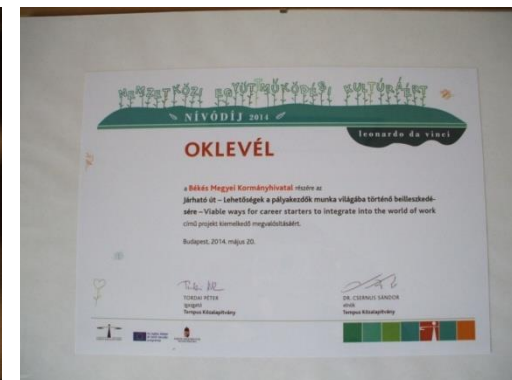 NEMZETKÖZI EGYÜTTMŰKÖDÉSI KULTÚRÁÉRT
NÍVÓDÍJ 2014
leonardo da vinci
OKLEVÉL
a Békés Megyei Kormányhivatal részére az
Járható út – Lehetőségek a pályakezdők munka világába történő beilleszkedé-
sére – Viable ways for career starters to integrate into the world of work
című projekt kiemelkedő megvalósításáért.
Budapest, 2014. május 20.
TORDAI PÉTER
igazgató
Tempus Közalapítvány
DR. CSERNUS SÁNDOR
elnök
Tempus Közalapítvány